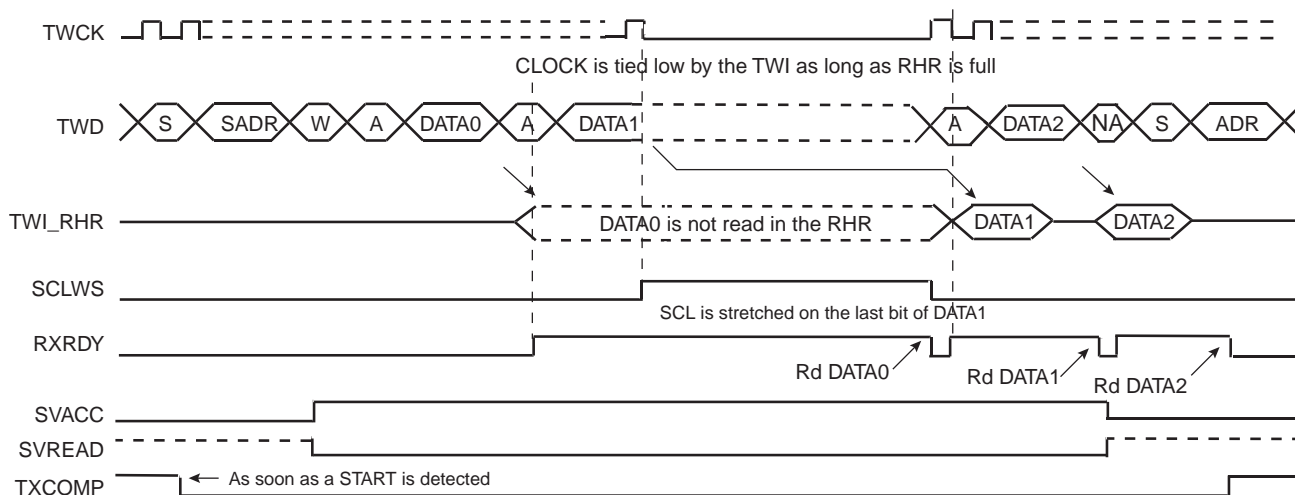 TWCK
CLOCK is tied low by the TWI as long as RHR is full
TWD S SADR W A DATA0 A DATA1 A DATA2 NA S ADR
TWI_RHR DATA0 is not read in the RHR DATA1 DATA2
SCLWS
SCL is stretched on the last bit of DATA1
RXRDY
Rd DATA0 Rd DATA1 Rd DATA2
SVACC
SVREAD
TXCOMP As soon as a START is detected